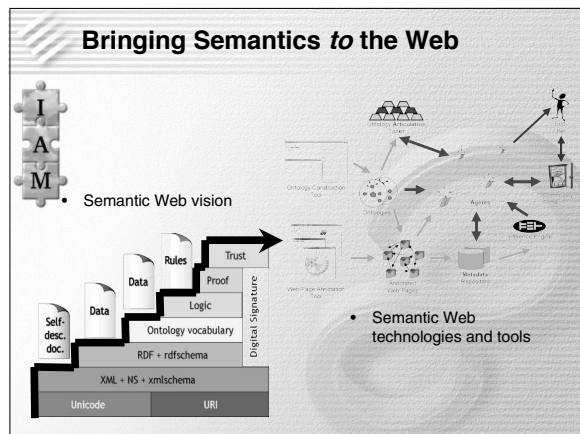 Bringing Semantics to the Web
I
A
M
• Semantic Web vision
Ontology Articulation
Ontology Construction
Tool
Ontologies
Agents
Web-Page Annotation
Tool
Annotated
Web Pages
Metadata
Repository
• Semantic Web
technologies and tools
Self-
desc.
doc.
Data
Data
Rules
Trust
Proof
Logic
Ontology vocabulary
RDF + rdfschema
XML + NS + xmlschema
Unicode
URI
Digital Signature